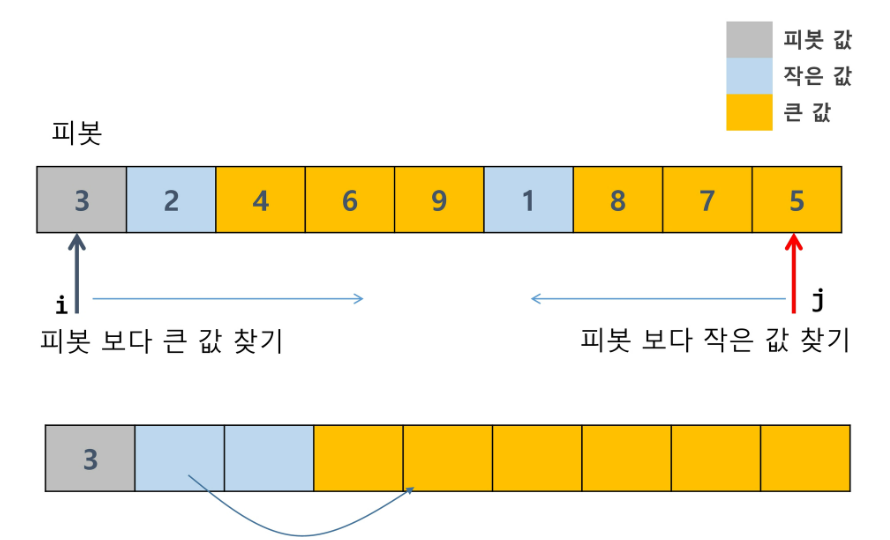 피봇 값
작은 값
큰 값
피봇
3 2 4 6 9 1 8 7 5
i j
피봇 보다 큰 값 찾기 피봇 보다 작은 값 찾기
3